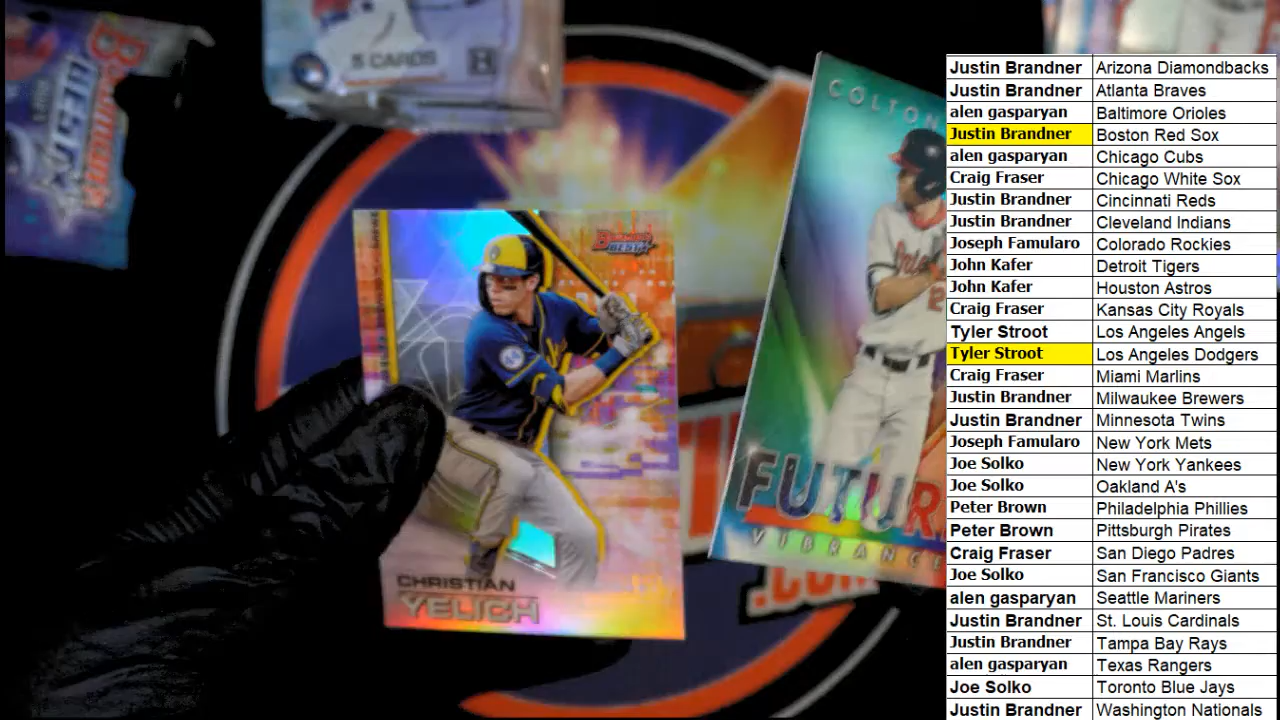 BOWMAN'S BEST
5 CARDS
COLTON
BOWMAN'S BEST
FUTUR
VIBRANCE
CHRISTIAN
YELICH
.COM
Justin Brandner Arizona Diamondbacks
Justin Brandner Atlanta Braves
alen gasparyan Baltimore Orioles
Justin Brandner Boston Red Sox
alen gasparyan Chicago Cubs
Craig Fraser Chicago White Sox
Justin Brandner Cincinnati Reds
Justin Brandner Cleveland Indians
Joseph Famularo Colorado Rockies
John Kafer Detroit Tigers
John Kafer Houston Astros
Craig Fraser Kansas City Royals
Tyler Stroot Los Angeles Angels
Tyler Stroot Los Angeles Dodgers
Craig Fraser Miami Marlins
Justin Brandner Milwaukee Brewers
Justin Brandner Minnesota Twins
Joseph Famularo New York Mets
Joe Solko New York Yankees
Joe Solko Oakland A's
Peter Brown Philadelphia Phillies
Peter Brown Pittsburgh Pirates
Craig Fraser San Diego Padres
Joe Solko San Francisco Giants
alen gasparyan Seattle Mariners
Justin Brandner St. Louis Cardinals
Justin Brandner Tampa Bay Rays
alen gasparyan Texas Rangers
Joe Solko Toronto Blue Jays
Justin Brandner Washington Nationals